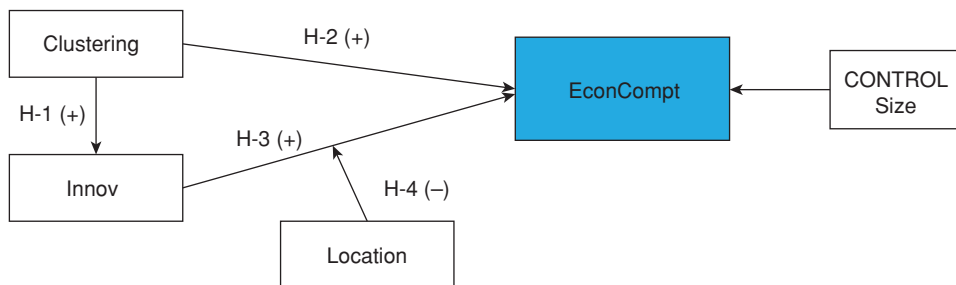 Clustering
H-2 (+)
EconCompt
CONTROL
Size
H-1 (+)
H-3 (+)
Innov
H-4 (–)
Location